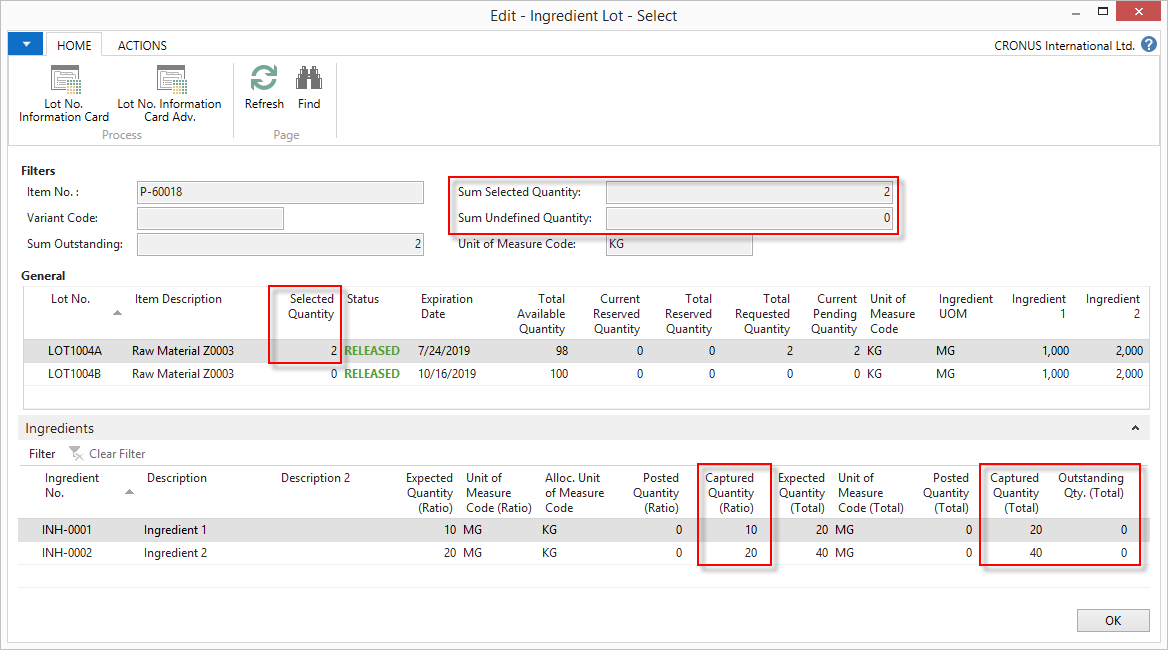 Edit - Ingredient Lot - Select
HOME ACTIONS CRONUS International Ltd. ?
Lot No. Information Card
Lot No. Information Card Adv.
Refresh
Find
Process
Page
Filters
Item No. : P-60018
Sum Selected Quantity: 2
Variant Code:
Sum Undefined Quantity: 0
Sum Outstanding: 2
Unit of Measure Code: KG
General
Lot No. Item Description Selected Quantity Status Expiration Date Total Available Quantity Current Reserved Quantity Total Reserved Quantity Total Requested Quantity Current Pending Quantity Unit of Measure Code Ingredient UOM Ingredient 1 Ingredient 2
LOT1004A Raw Material Z0003 2 RELEASED 7/24/2019 98 0 0 2 2 KG MG 1,000 2,000
LOT1004B Raw Material Z0003 0 RELEASED 10/16/2019 100 0 0 0 0 KG MG 1,000 2,000
Ingredients
Filter Clear Filter
Ingredient No. Description Description 2 Expected Quantity (Ratio) Unit of Measure Code (Ratio) Alloc. Unit of Measure Code Posted Quantity (Ratio) Captured Quantity (Ratio) Expected Quantity (Total) Unit of Measure Code (Total) Posted Quantity (Total) Captured Quantity (Total) Outstanding Qty. (Total)
INH-0001 Ingredient 1 10 MG KG 0 10 20 MG 0 20 0
INH-0002 Ingredient 2 20 MG KG 0 20 40 MG 0 40 0
OK